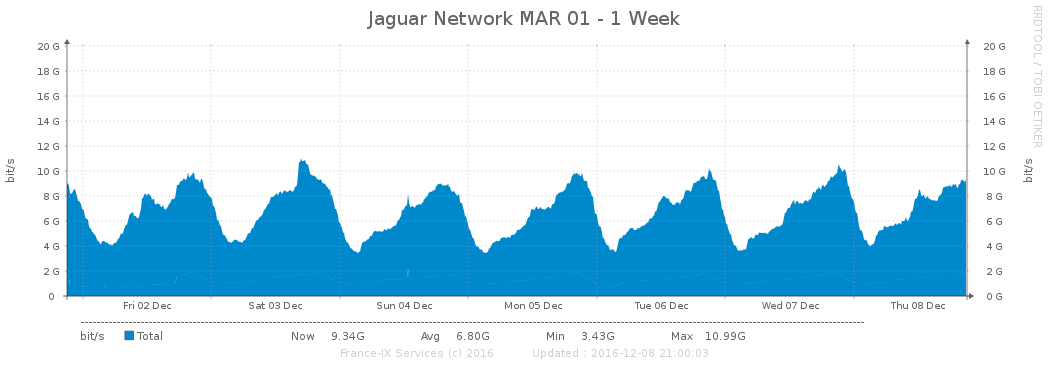 Jaguar Network MAR 01 - 1 Week
RRDTOOL / TOBI OETIKER
bit/s
bit/s
20 G 20 G
18 G 18 G
16 G 16 G
14 G 14 G
12 G 12 G
10 G 10 G
8 G 8 G
6 G 6 G
4 G 4 G
2 G 2 G
0 0 G
Fri 02 Dec Sat 03 Dec Sun 04 Dec Mon 05 Dec Tue 06 Dec Wed 07 Dec Thu 08 Dec
bit/s Total Now 9.34G Avg 6.80G Min 3.43G Max 10.99G
France-IX Services (c) 2016 Updated : 2016-12-08 21:00:03